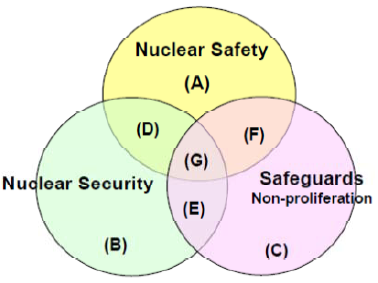 Nuclear Safety
(A)
(D)
(F)
(G)
Nuclear Security
Safeguards
Non-proliferation
(E)
(B)
(C)